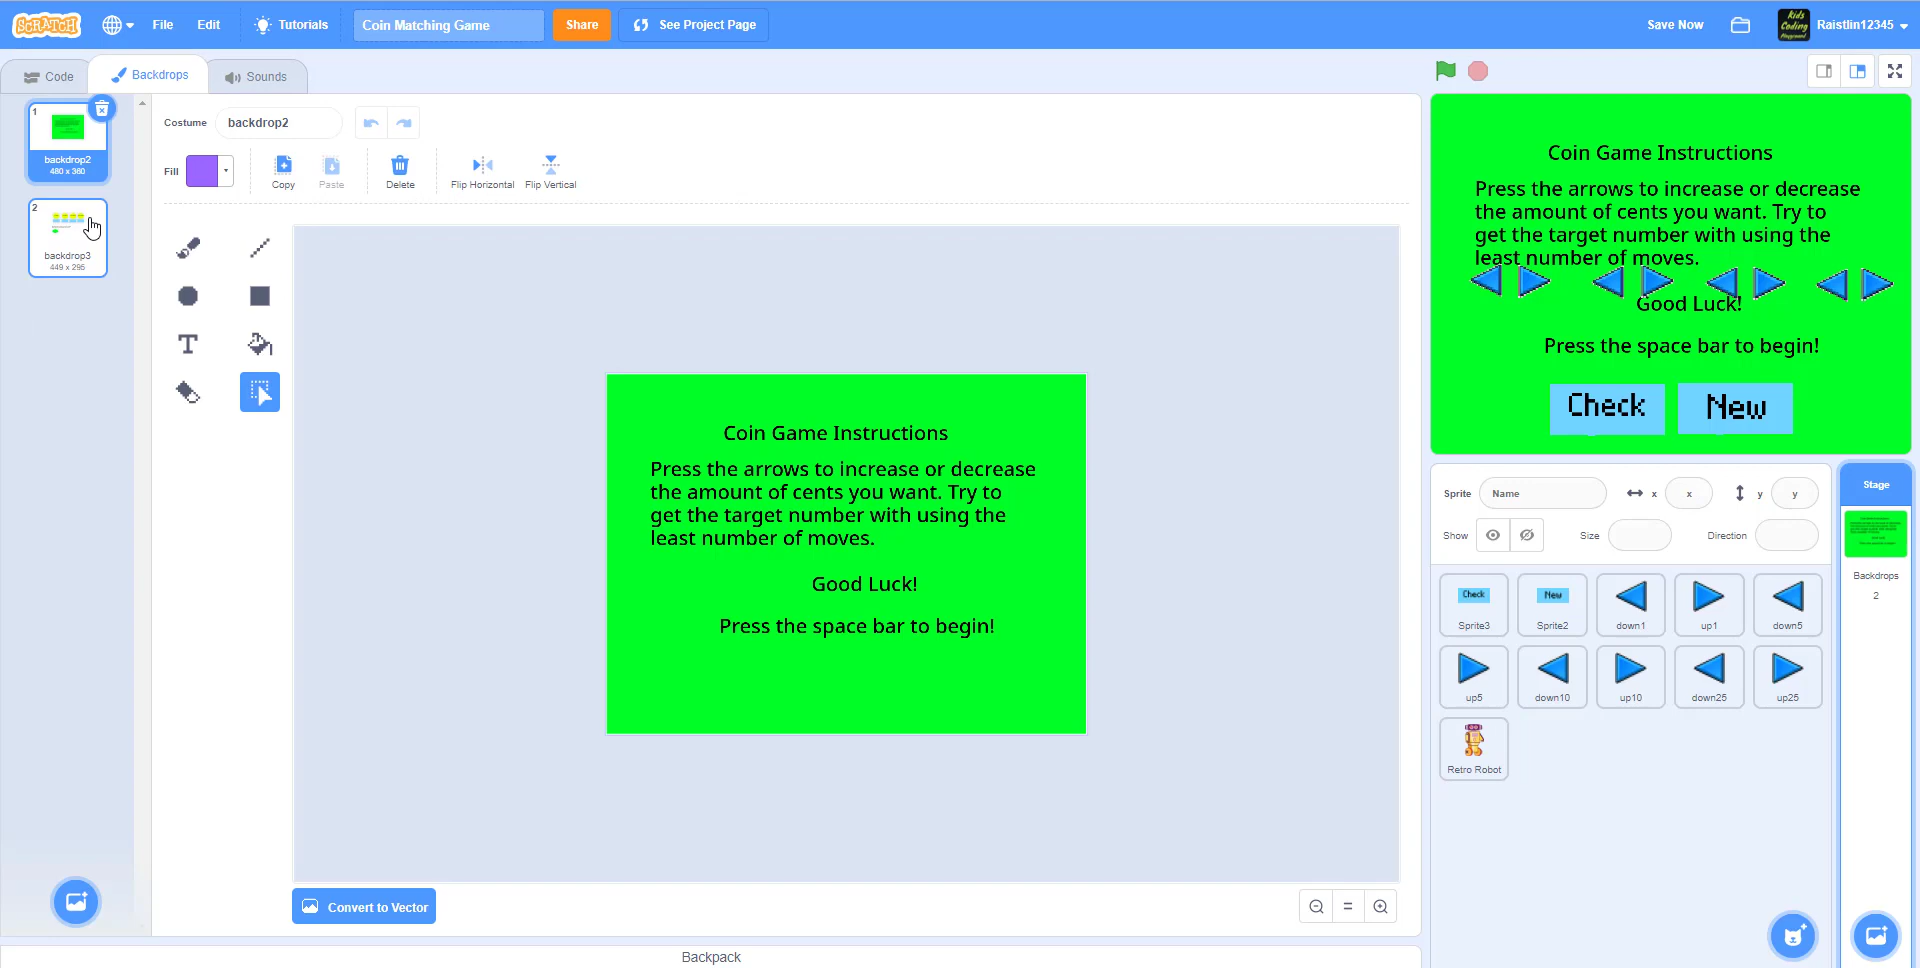 SCRATCH
File
Edit
Tutorials
Coin Matching Game
Share
See Project Page
Save Now
Kids
Coding
Playground
Raistlin12345
Code
Backdrops
Sounds
1
backdrop2
480 x 360
2
backdrop3
449 x 295
Costume
backdrop2
Fill
Copy
Paste
Delete
Flip Horizontal
Flip Vertical
T
Coin Game Instructions
Press the arrows to increase or decrease
the amount of cents you want. Try to
get the target number with using the
least number of moves.
Good Luck!
Press the space bar to begin!
Convert to Vector
Backpack
Coin Game Instructions
Press the arrows to increase or decrease
the amount of cents you want. Try to
get the target number with using the
least number of moves.
Good Luck!
Press the space bar to begin!
Check
New
Sprite
Name
x
x
y
y
Show
Size
Direction
Check
Sprite3
New
Sprite2
down1
up1
down5
up5
down10
up10
down25
up25
Retro Robot
Stage
Backdrops
2